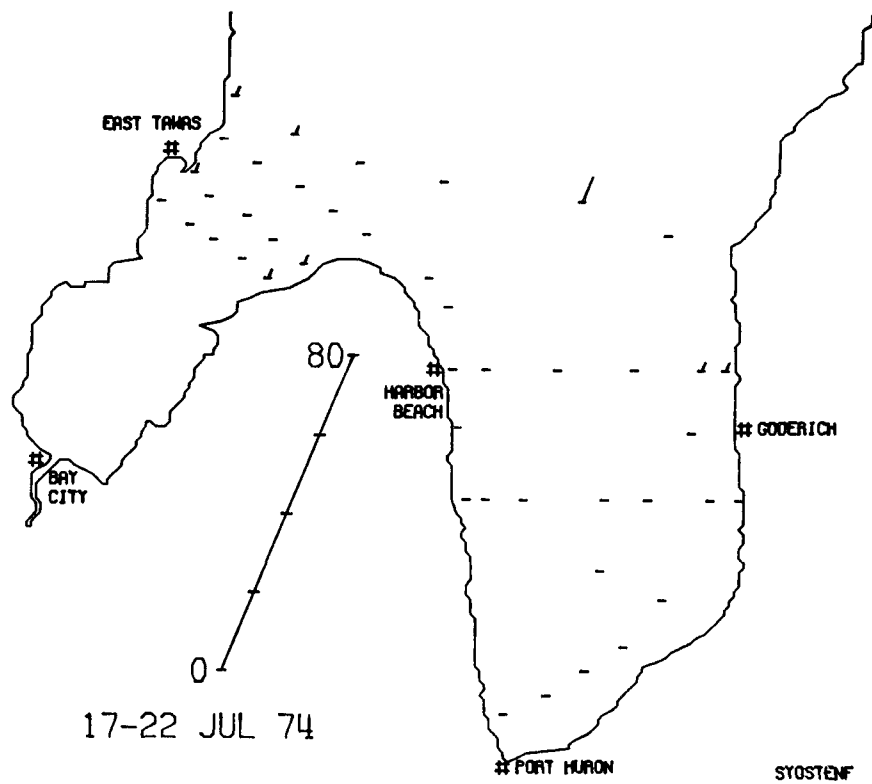 EAST TAWAS
80
HARBOR
BEACH
GODERICH
BAY
CITY
0
17-22 JUL 74
PORT HURON
SYOSTENF